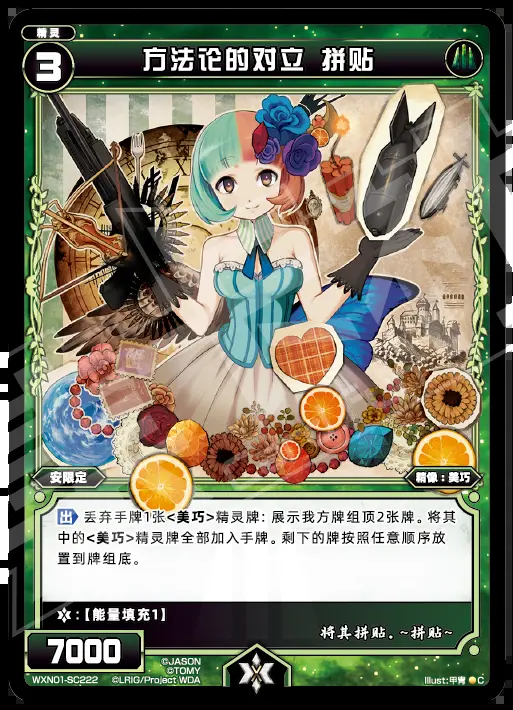 精灵
3
方法论的对立 拼贴
安限定
精像：美巧
出 丢弃手牌1张<美巧>精灵牌：展示我方牌组顶2张牌。将其
中的<美巧>精灵牌全部加入手牌。剩下的牌按照任意顺序放
置到牌组底。
：【能量填充1】
将其拼贴。~拼贴~
7000
©JASON
©TOMY
WXN01-SC222 ©LRIG/Project WDA
Illust:甲冑 C